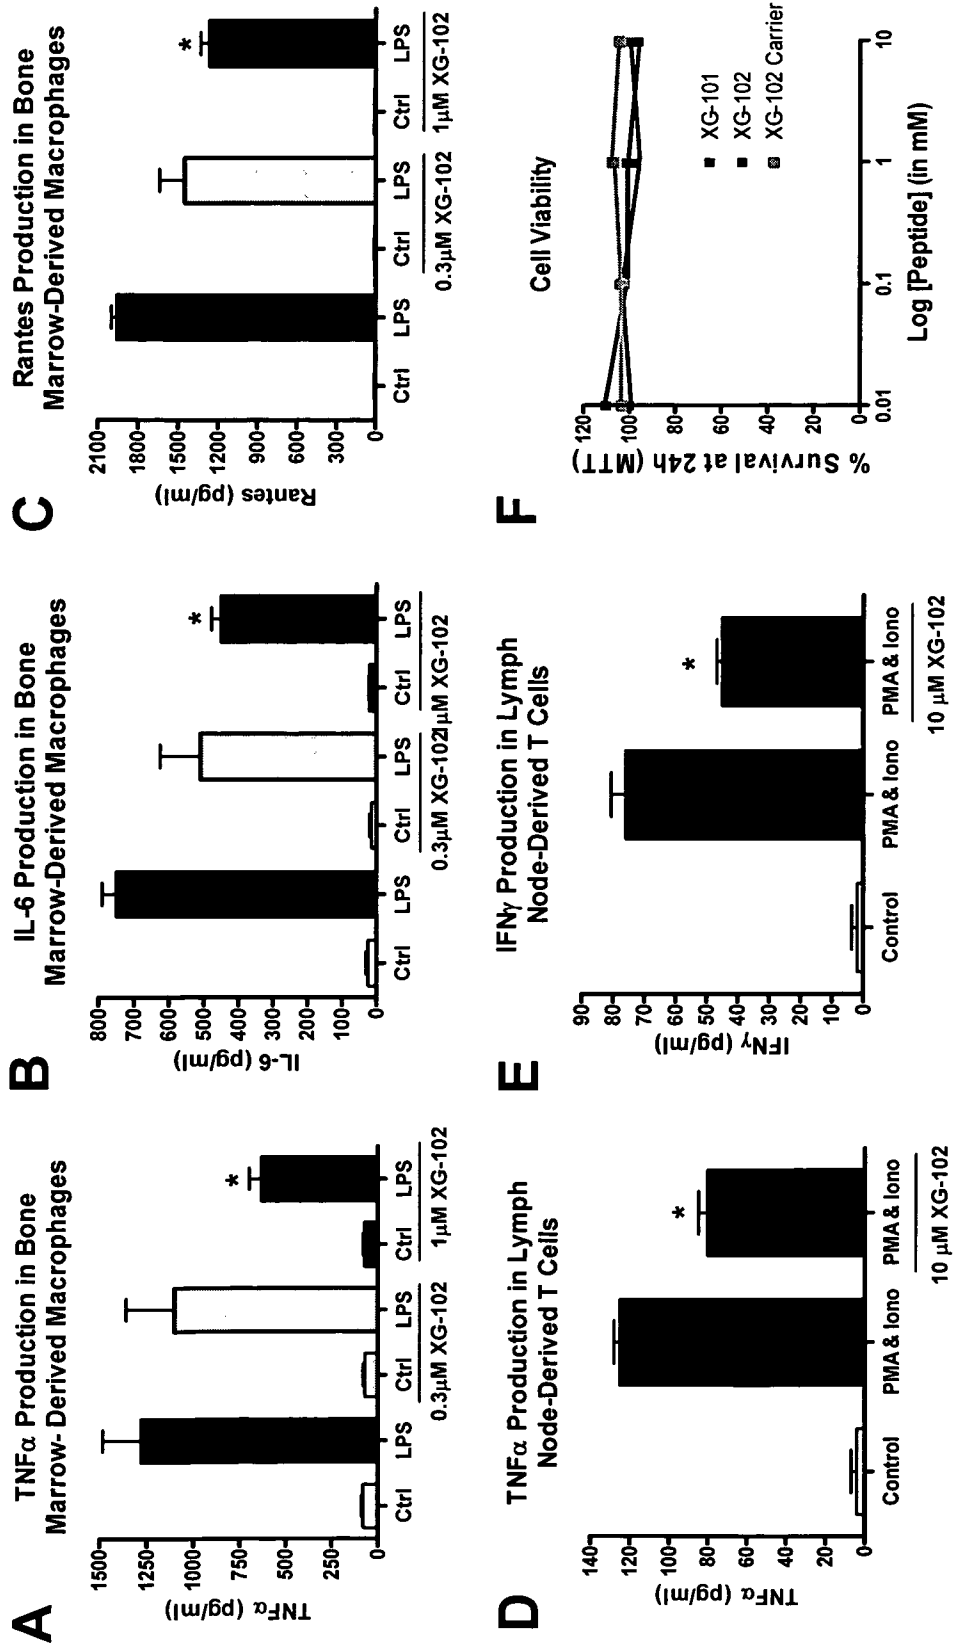 A
TNFα Production in Bone
Marrow- Derived Macrophages
TNFα (pg/ml)
1500
1250
1000
750
500
250
0
Ctrl LPS Ctrl LPS Ctrl LPS
0.3μM XG-102 1μM XG-102
B
IL-6 Production in Bone
Marrow-Derived Macrophages
IL-6 (pg/ml)
800
700
600
500
400
300
200
100
0
Ctrl LPS Ctrl LPS Ctrl LPS
0.3μM XG-102 1μM XG-102
*
C
Rantes Production in Bone
Marrow-Derived Macrophages
Rantes (pg/ml)
2100
1800
1500
1200
900
600
300
0
Ctrl LPS Ctrl LPS Ctrl LPS
0.3μM XG-102 1μM XG-102
*
D
TNFα Production in Lymph
Node-Derived T Cells
TNFα (pg/ml)
140
120
100
80
60
40
20
0
Control PMA & Iono PMA & Iono
10 μM XG-102
*
E
IFNγ Production in Lymph
Node-Derived T Cells
IFNγ (pg/ml)
90
80
70
60
50
40
30
20
10
0
Control PMA & Iono PMA & Iono
10 μM XG-102
*
F
Cell Viability
% Survival at 24h (MTT)
120
100
80
60
40
20
0
0.01 0.1 1 10
Log [Peptide] (in mM)
XG-101
XG-102
XG-102 Carrier